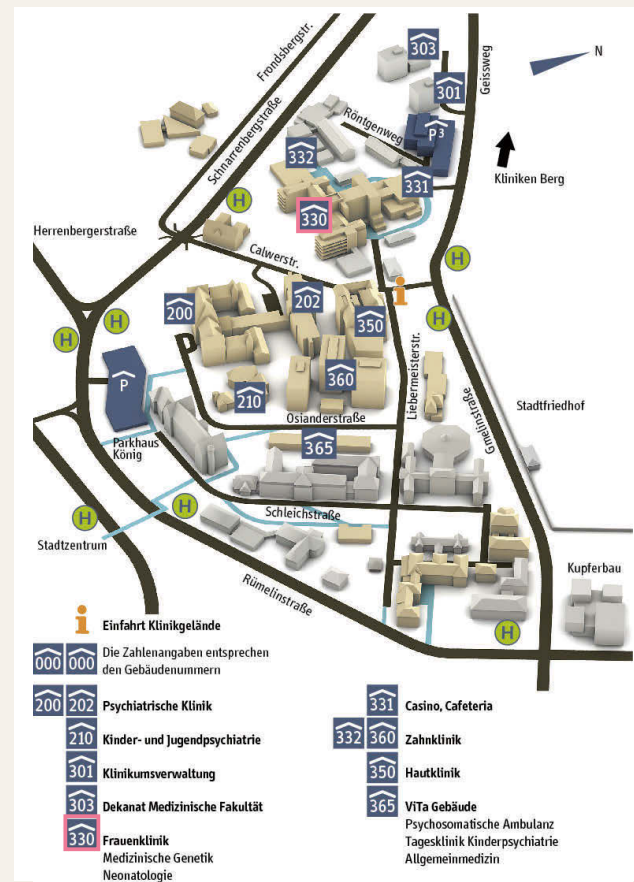 303
Frondsbergstr.
Geissweg
N
301
Schnarrenbergstraße
Röntgenweg
P3
332
Kliniken Berg
331
H
330
Herrenbergerstraße
Calwerstr.
H
i
200
202
350
H
H
H
360
Liebermeisterstr.
Gmelinstraße
P
210
Stadtfriedhof
Osianderstraße
Parkhaus
König
365
H
Schleichstraße
H
Stadtzentrum
Rümelinstraße
Kupferbau
H
i Einfahrt Klinikgelände
000 000 Die Zahlenangaben entsprechen
den Gebäudenummern
200 202 Psychiatrische Klinik
210 Kinder- und Jugendpsychiatrie
301 Klinikumsverwaltung
303 Dekanat Medizinische Fakultät
330 Frauenklinik
Medizinische Genetik
Neonatologie
331 Casino, Cafeteria
332 360 Zahnklinik
350 Hautklinik
365 ViTa Gebäude
Psychosomatische Ambulanz
Tagesklinik Kinderpsychiatrie
Allgemeinmedizin